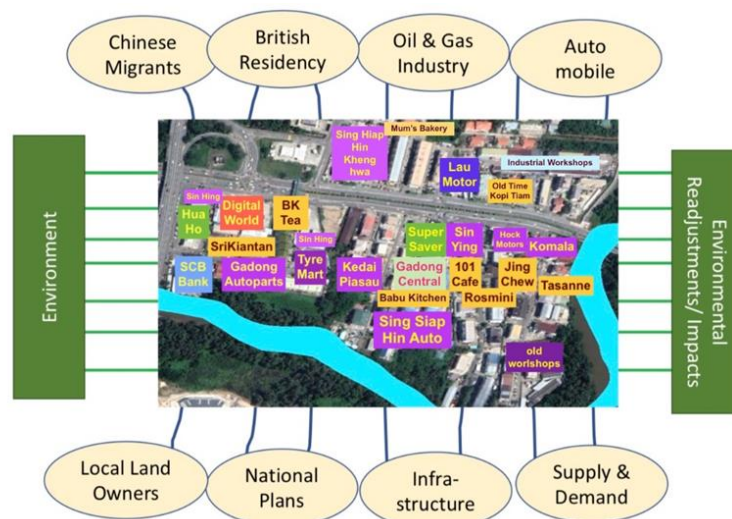 Chinese
Migrants
British
Residency
Oil & Gas
Industry
Auto
mobile
Environment
Environmental
Readjustments/ Impacts
Mum's Bakery
Sing Hiap
Hin
Kheng
hwa
Lau
Motor
Industrial Workshops
Old Time
Kopi Tiam
Sin Hing
Hua
Ho
Digital
World
BK
Tea
Sin Hing
SriKiantan
Super
Saver
Sin
Ying
Hock
Motors
Komala
SCB
Bank
Gadong
Autoparts
Tyre
Mart
Kedai
Piasau
Gadong
Central
101
Cafe
Jing
Chew
Tasanne
Babu Kitchen
Rosmini
Sing Siap
Hin Auto
old
worlshops
Local Land
Owners
National
Plans
Infra-
structure
Supply &
Demand